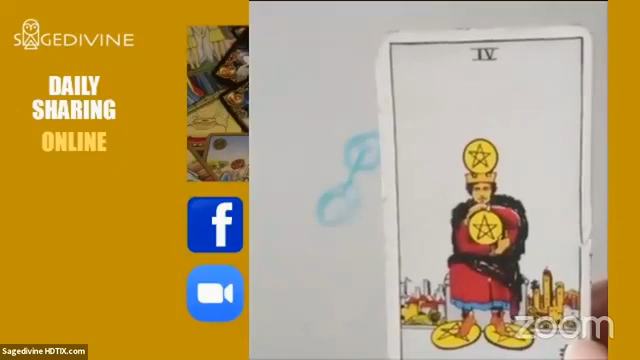 SAGEDIVINE
DAILY
SHARING
ONLINE
IV
zoom
Sagedivine HDTIX.com